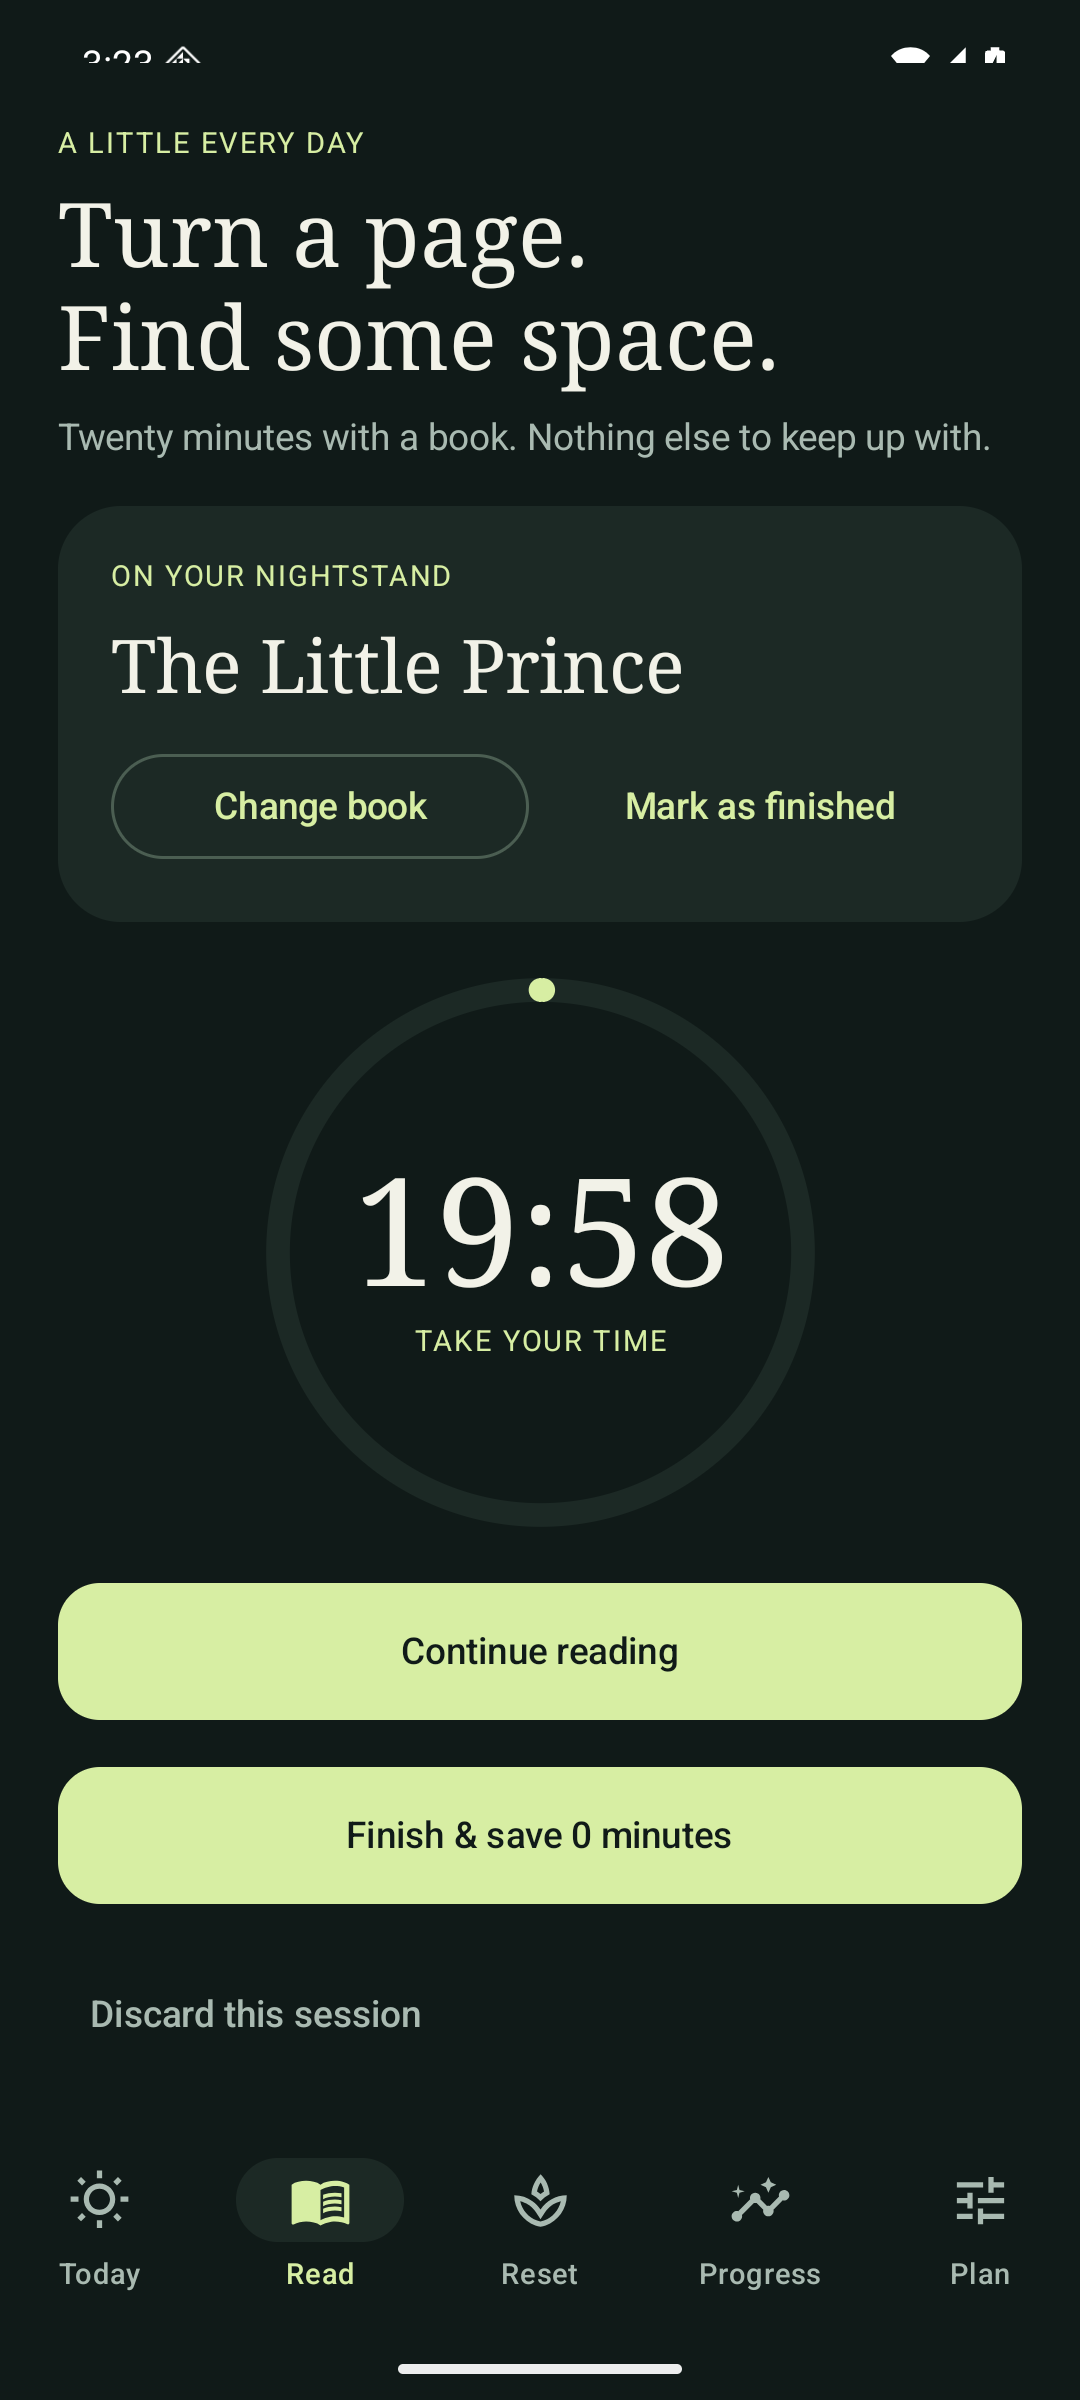 3:23
A LITTLE EVERY DAY
Turn a page.
Find some space.
Twenty minutes with a book. Nothing else to keep up with.
ON YOUR NIGHTSTAND
The Little Prince
Change book
Mark as finished
19:58
TAKE YOUR TIME
Continue reading
Finish & save 0 minutes
Discard this session
Today
Read
Reset
Progress
Plan